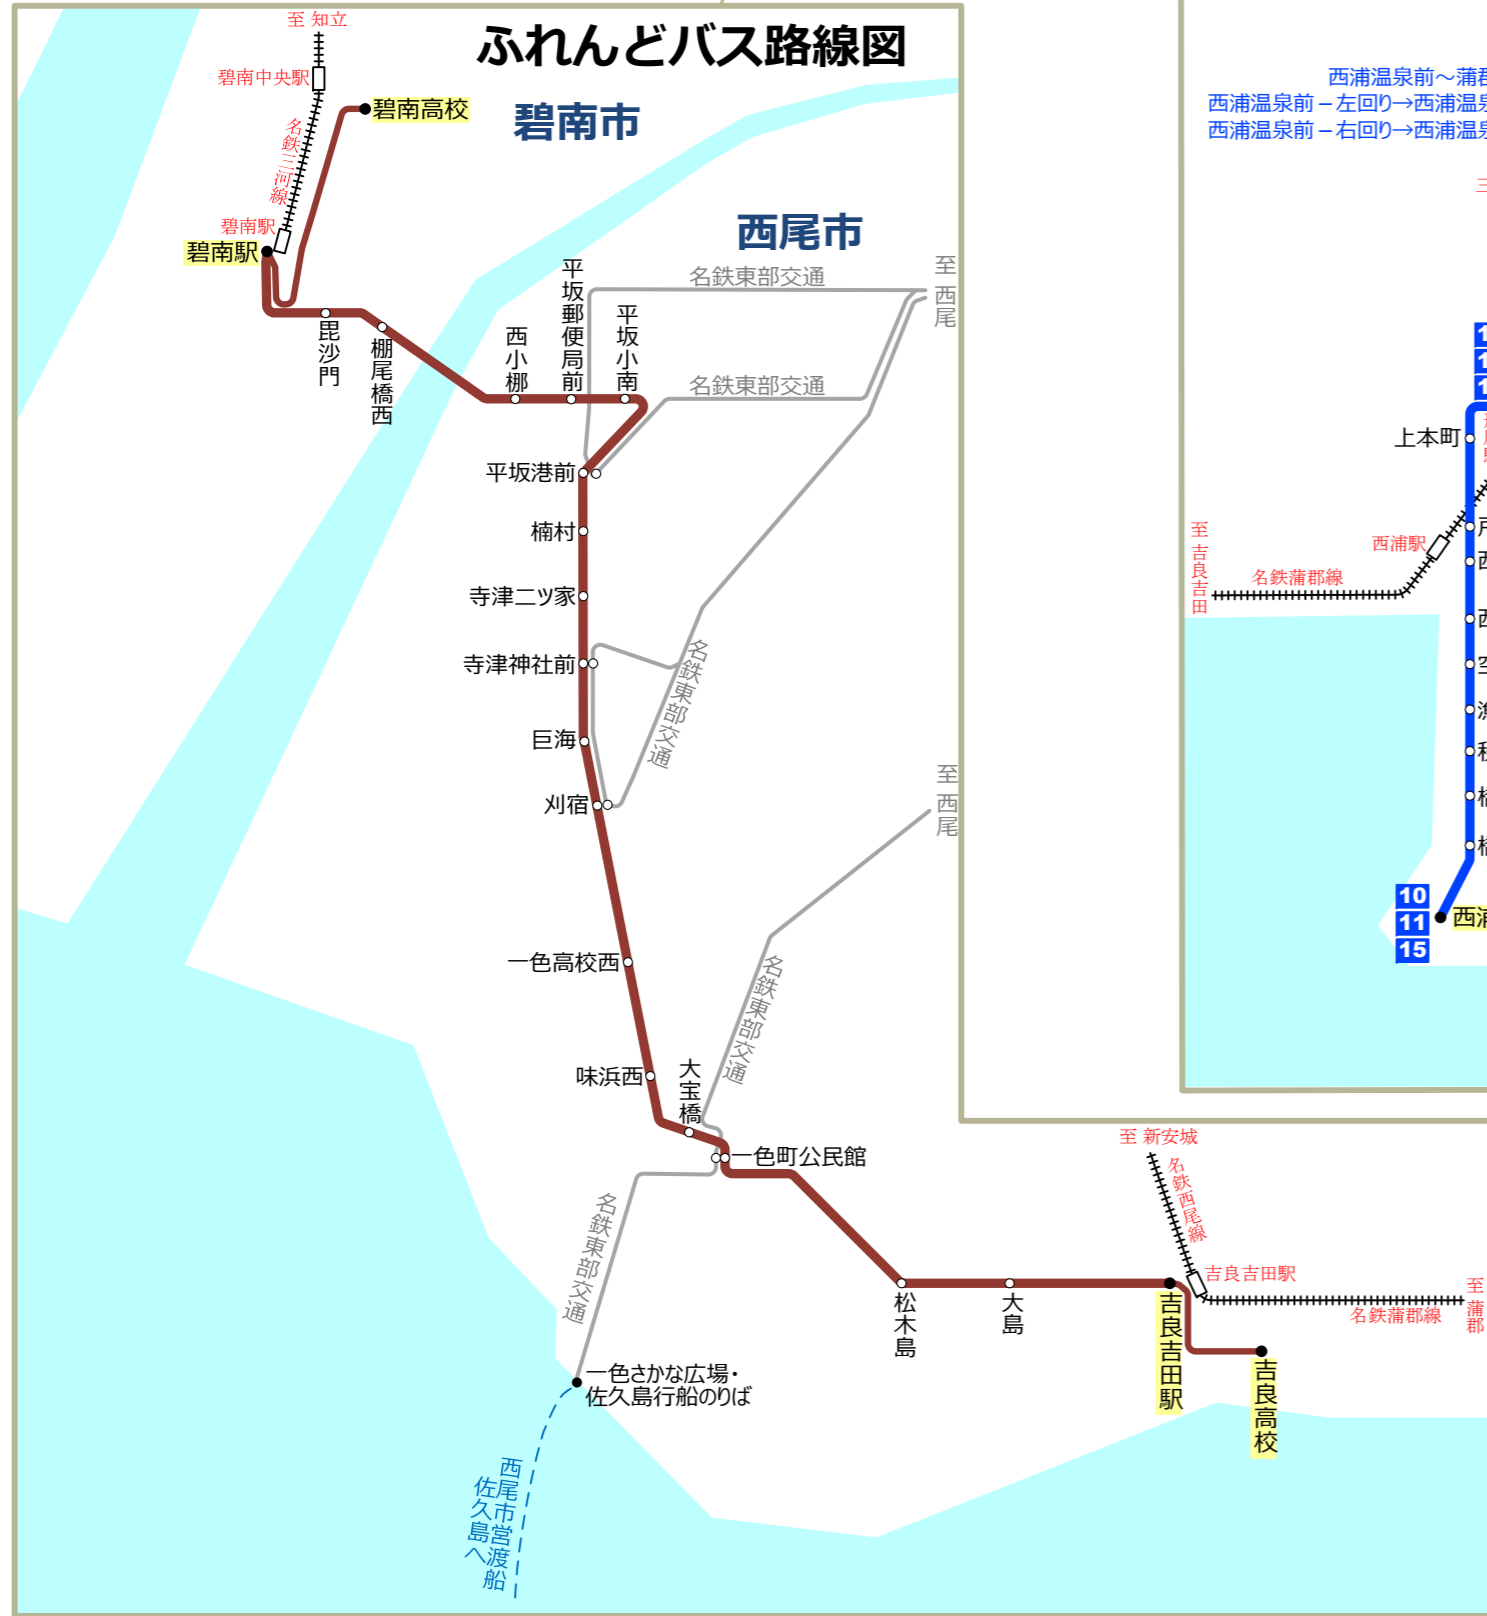 ふれんどバス路線図
至 知立
碧南中央駅
碧南高校
碧南市
名鉄三河線
碧南駅
碧南駅
西尾市
毘沙門
棚尾橋西
西小梛
平坂郵便局前
平坂小南
名鉄東部交通
至 西尾
名鉄東部交通
平坂港前
楠村
寺津二ツ家
寺津神社前
巨海
刈宿
名鉄東部交通
至 西尾
一色高校西
名鉄東部交通
味浜西
大宝橋
一色町公民館
名鉄東部交通
松木島
大島
吉良吉田駅
吉良高校
至 新安城
名鉄西尾線
吉良吉田駅
名鉄蒲郡線
至 蒲郡
一色さかな広場・
佐久島行船のりば
西尾市営渡船
佐久島へ
西浦温泉前～蒲郡
西浦温泉前－左回り→西浦温泉
西浦温泉前－右回り→西浦温泉
三
上本町
西浦駅
至 吉良吉田
名鉄蒲郡線
西
西
空
10
11
15
西浦